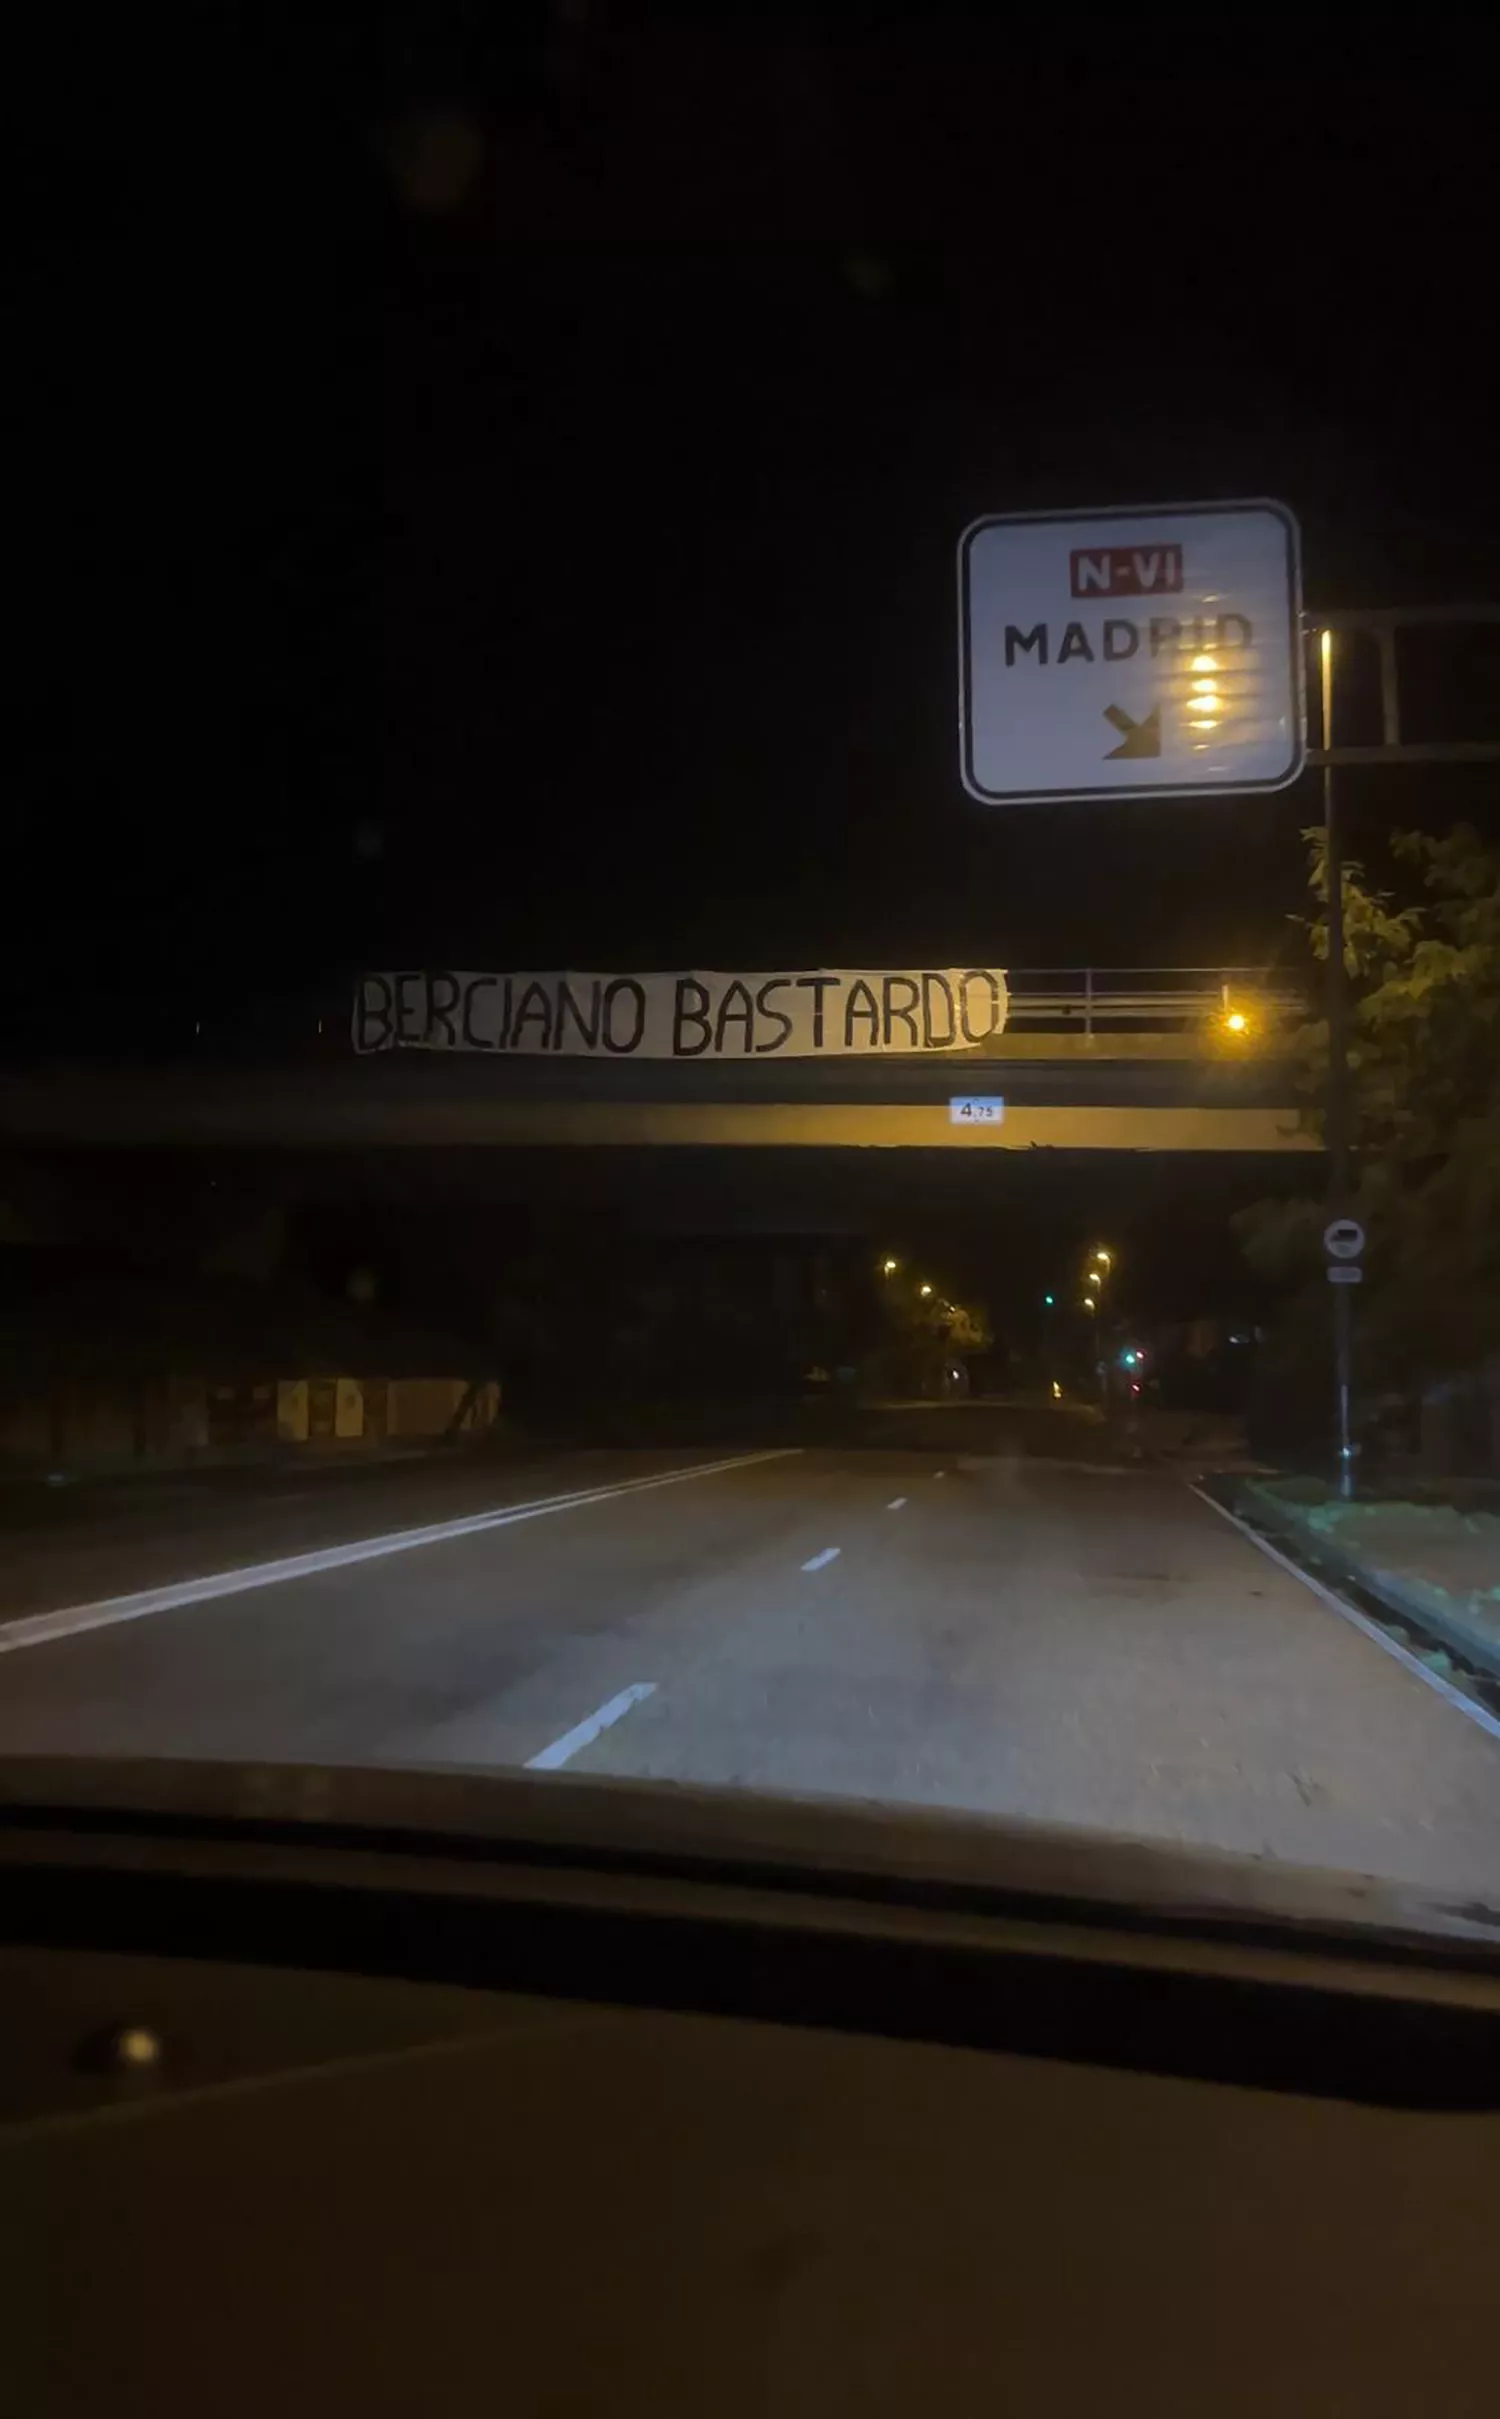 N-VI
MADRID
BERCIANO BASTARDO
4,75